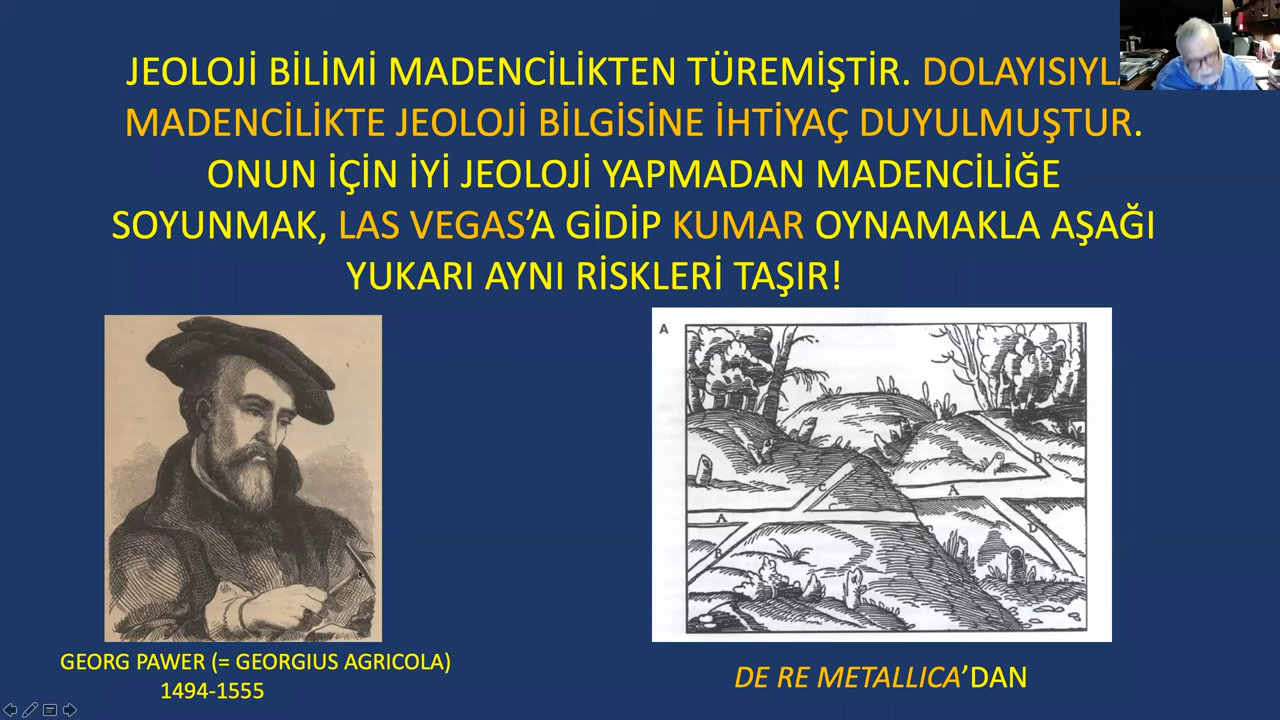 JEOLOJİ BİLİMİ MADENCİLİKTEN TÜREMİŞTİR. DOLAYISIYL
MADENCİLİKTE JEOLOJİ BİLGİSİNE İHTİYAÇ DUYULMUŞTUR.
ONUN İÇİN İYİ JEOLOJİ YAPMADAN MADENCİLİĞE
SOYUNMAK, LAS VEGAS’A GİDİP KUMAR OYNAMAKLA AŞAĞI
YUKARI AYNI RİSKLERİ TAŞIR!
A
B
C
A
A
D
B
GEORG PAWER (= GEORGIUS AGRICOLA)
1494-1555
DE RE METALLICA’DAN